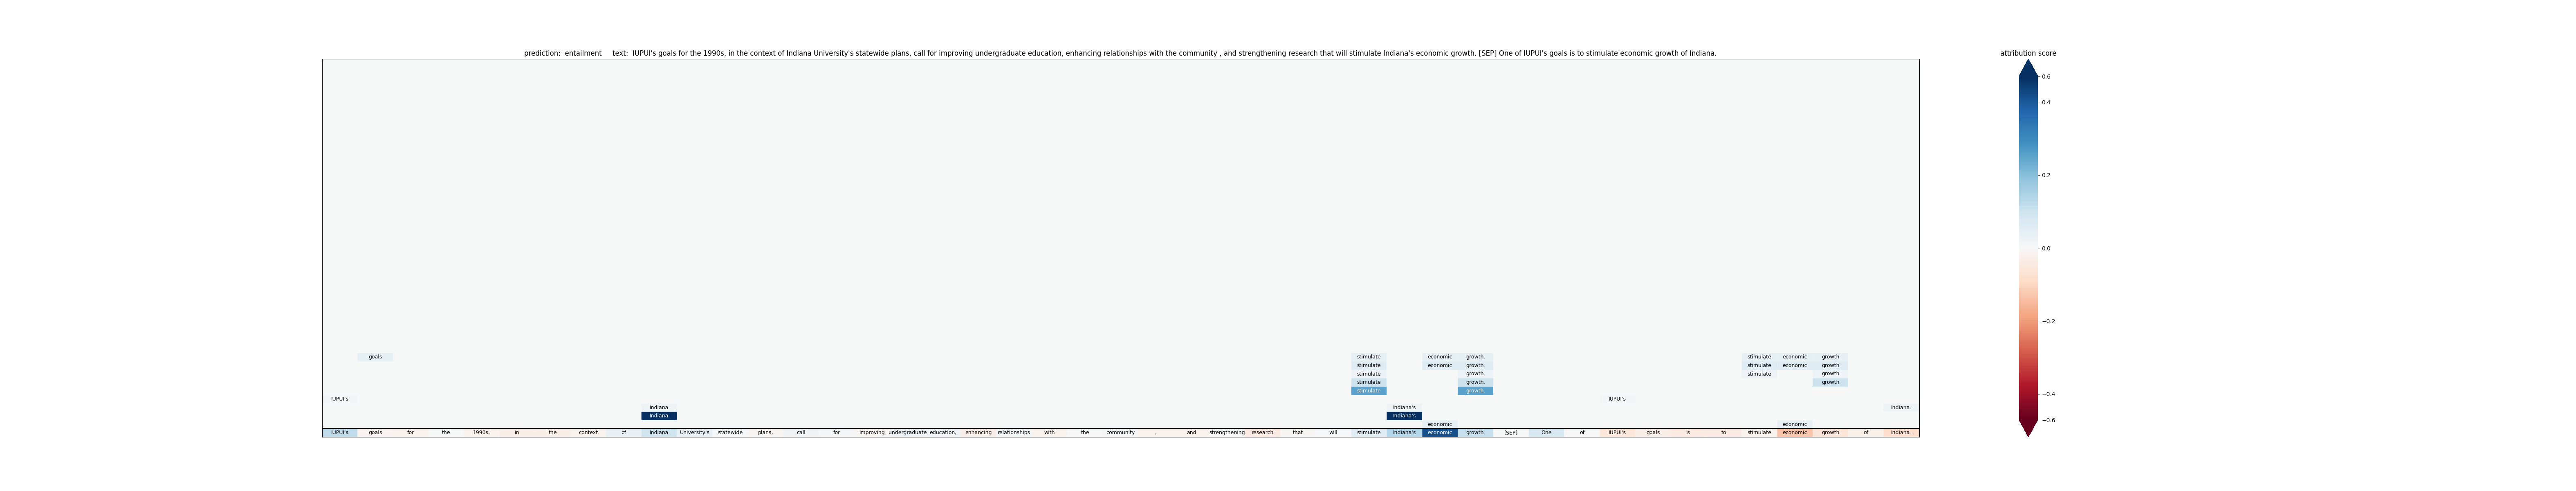 prediction: entailment text: IUPUI's goals for the 1990s, in the context of Indiana University's statewide plans, call for improving undergraduate education, enhancing relationships with the community , and strengthening research that will stimulate Indiana's economic growth. [SEP] One of IUPUI's goals is to stimulate economic growth of Indiana.
attribution score
0.6
0.4
0.2
0.0
−0.2
−0.4
−0.6
goals stimulate economic growth. stimulate economic growth
stimulate economic growth. stimulate economic growth
stimulate growth. stimulate growth
stimulate growth. growth
stimulate growth.
IUPUI's IUPUI's
Indiana Indiana's Indiana.
Indiana Indiana's
economic economic
IUPUI's goals for the 1990s, in the context of Indiana University's statewide plans, call for improving undergraduate education, enhancing relationships with the community , and strengthening research that will stimulate Indiana's economic growth. [SEP] One of IUPUI's goals is to stimulate economic growth of Indiana.